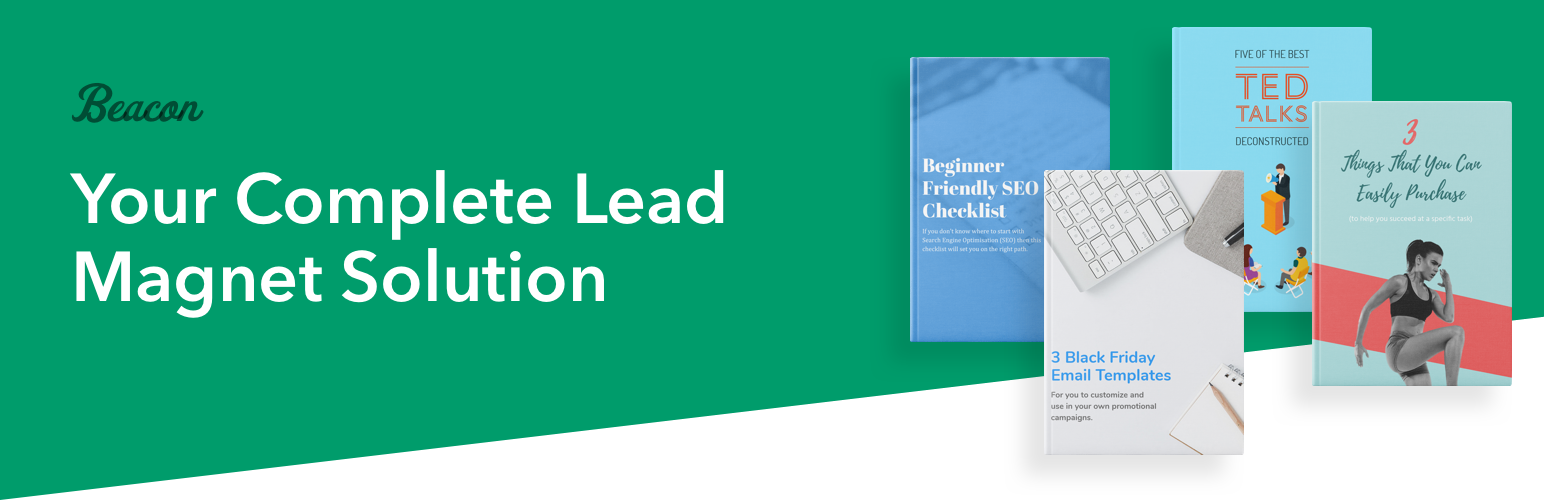 Beacon
Your Complete Lead
Magnet Solution
Beginner
Friendly SEO
Checklist
If you don't know where to start with
Search Engine Optimisation (SEO) then this
checklist will set you on the right path.
3 Black Friday
Email Templates
For you to customize and
use in your own promotional
campaigns.
FIVE OF THE BEST
TED
TALKS
DECONSTRUCTED
3
Things That You Can
Easily Purchase
(to help you succeed at a specific task)